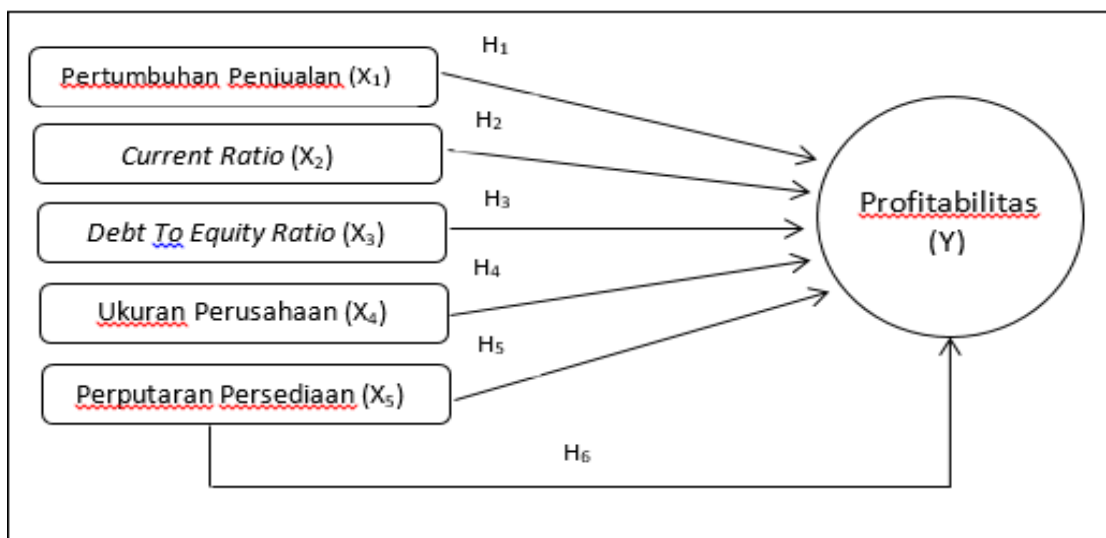 H₁
Pertumbuhan Penjualan (X₁)
H₂
Current Ratio (X₂)
H₃
Debt To Equity Ratio (X₃)
H₄
Ukuran Perusahaan (X₄)
H₅
Perputaran Persediaan (X₅)
H₆
Profitabilitas
(Y)